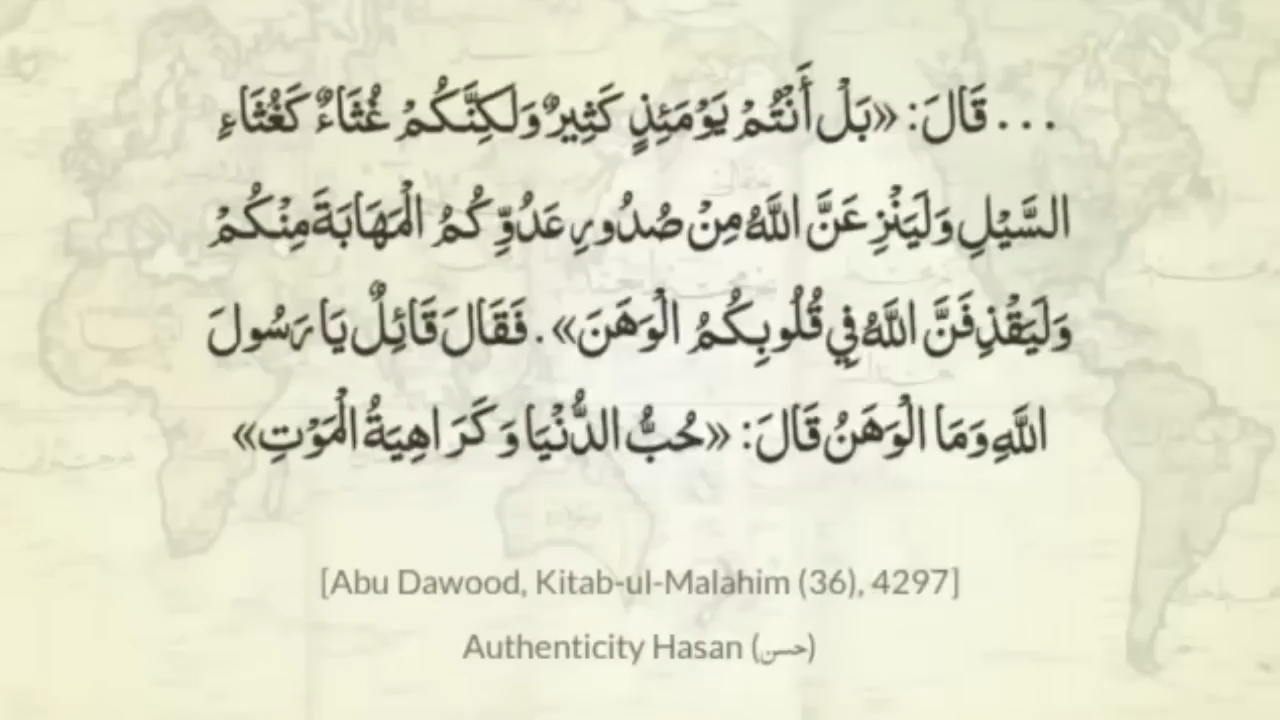 ... قَالَ: «بَلْ أَنْتُمْ يَوْمَئِذٍ كَثِيرٌ وَلَكِنَّكُمْ غُثَاءٌ كَغُثَاءِ
السَّيْلِ وَلَيَنْزِعَنَّ اللَّهُ مِنْ صُدُورِ عَدُوِّكُمُ الْمَهَابَةَ مِنْكُمْ
وَلَيَقْذِفَنَّ اللَّهُ فِي قُلُوبِكُمُ الْوَهَنَ». فَقَالَ قَائِلٌ يَا رَسُولَ
اللَّهِ وَمَا الْوَهَنُ قَالَ: «حُبُّ الدُّنْيَا وَكَرَاهِيَةُ الْمَوْتِ»
[Abu Dawood, Kitab-ul-Malahim (36), 4297]
Authenticity Hasan (حسن)